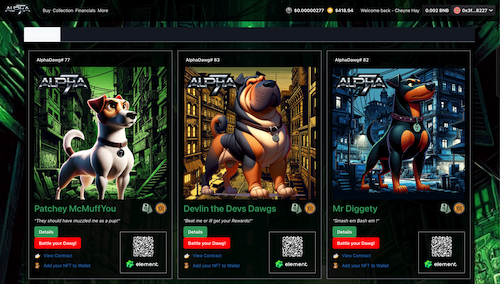 ALPHA Buy Collection Financials More $0.00000277 $416.94 Welcome back - Cheyne Hay 0.002 BNB 0x3f...8227
AlphaDawg# 77
ALPHA
Patchey McMuffYou
"They should have muzzled me as a pup!"
Details
Battle your Dawg!
View Contract
Add your NFT to Wallet
element
AlphaDawg# 83
ALPHA
Devlin the Devs Dawgs
"Beat me or Ill get your Rewards!"
Details
Battle your Dawg!
View Contract
Add your NFT to Wallet
element
AlphaDawg# 82
ALPHA
Mr Diggety
"Smash em Bash em !"
Details
Battle your Dawg!
View Contract
Add your NFT to Wallet
element